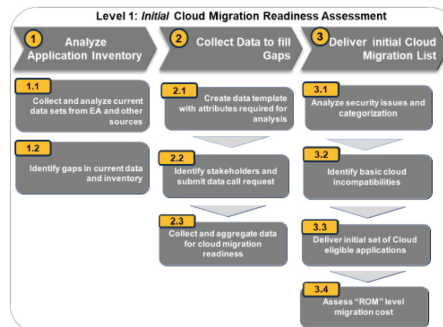 Level 1: Initial Cloud Migration Readiness Assessment
1
Analyze
Application Inventory
1.1
Collect and analyze current
data sets from EA and other
sources
1.2
Identify gaps in current data
and inventory
2
Collect Data to fill
Gaps
2.1
Create data template
with attributes required for
analysis
2.2
Identify stakeholders and
submit data call request
2.3
Collect and aggregate data
for cloud migration
readiness
3
Deliver initial Cloud
Migration List
3.1
Analyze security issues and
categorization
3.2
Identify basic cloud
incompatibilities
3.3
Deliver initial set of Cloud
eligible applications
3.4
Assess “ROM” level
migration cost